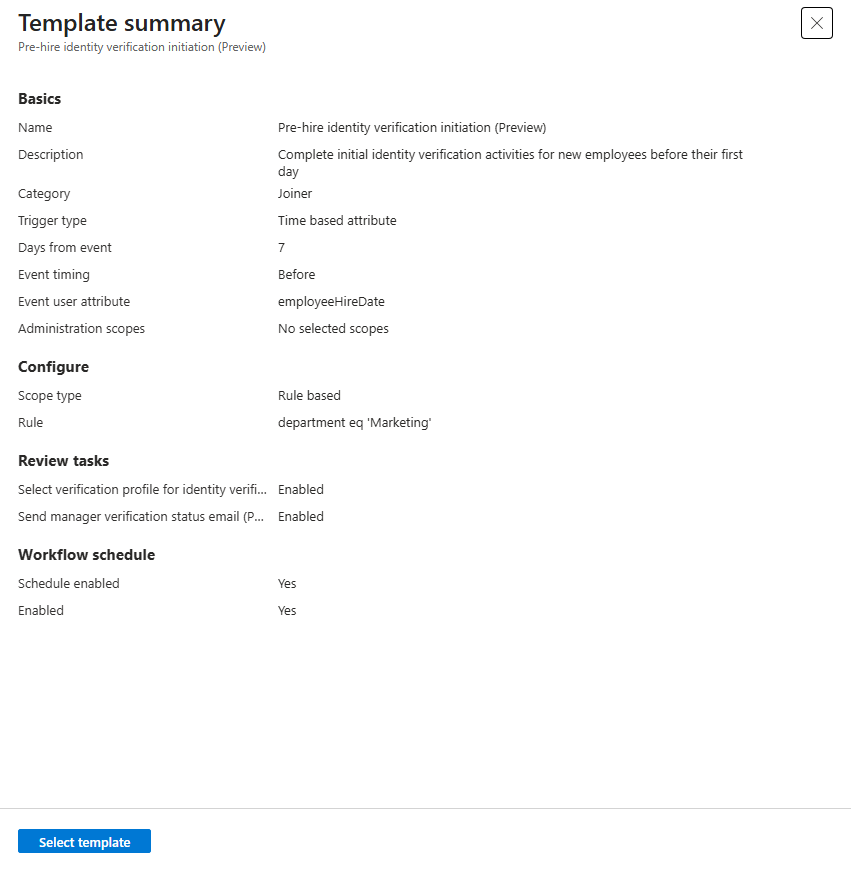 Template summary
Pre-hire identity verification initiation (Preview)
Basics
Name Pre-hire identity verification initiation (Preview)
Description Complete initial identity verification activities for new employees before their first
day
Category Joiner
Trigger type Time based attribute
Days from event 7
Event timing Before
Event user attribute employeeHireDate
Administration scopes No selected scopes
Configure
Scope type Rule based
Rule department eq 'Marketing'
Review tasks
Select verification profile for identity verifi... Enabled
Send manager verification status email (P... Enabled
Workflow schedule
Schedule enabled Yes
Enabled Yes
Select template